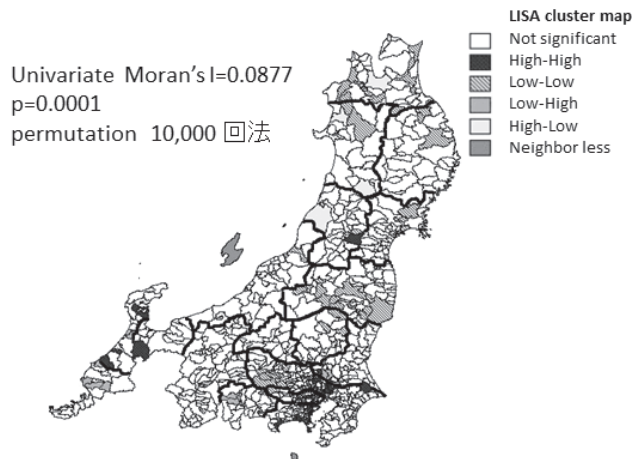 Univariate Moran's I=0.0877
p=0.0001
permutation 10,000 回法
LISA cluster map
Not significant
High-High
Low-Low
Low-High
High-Low
Neighbor less